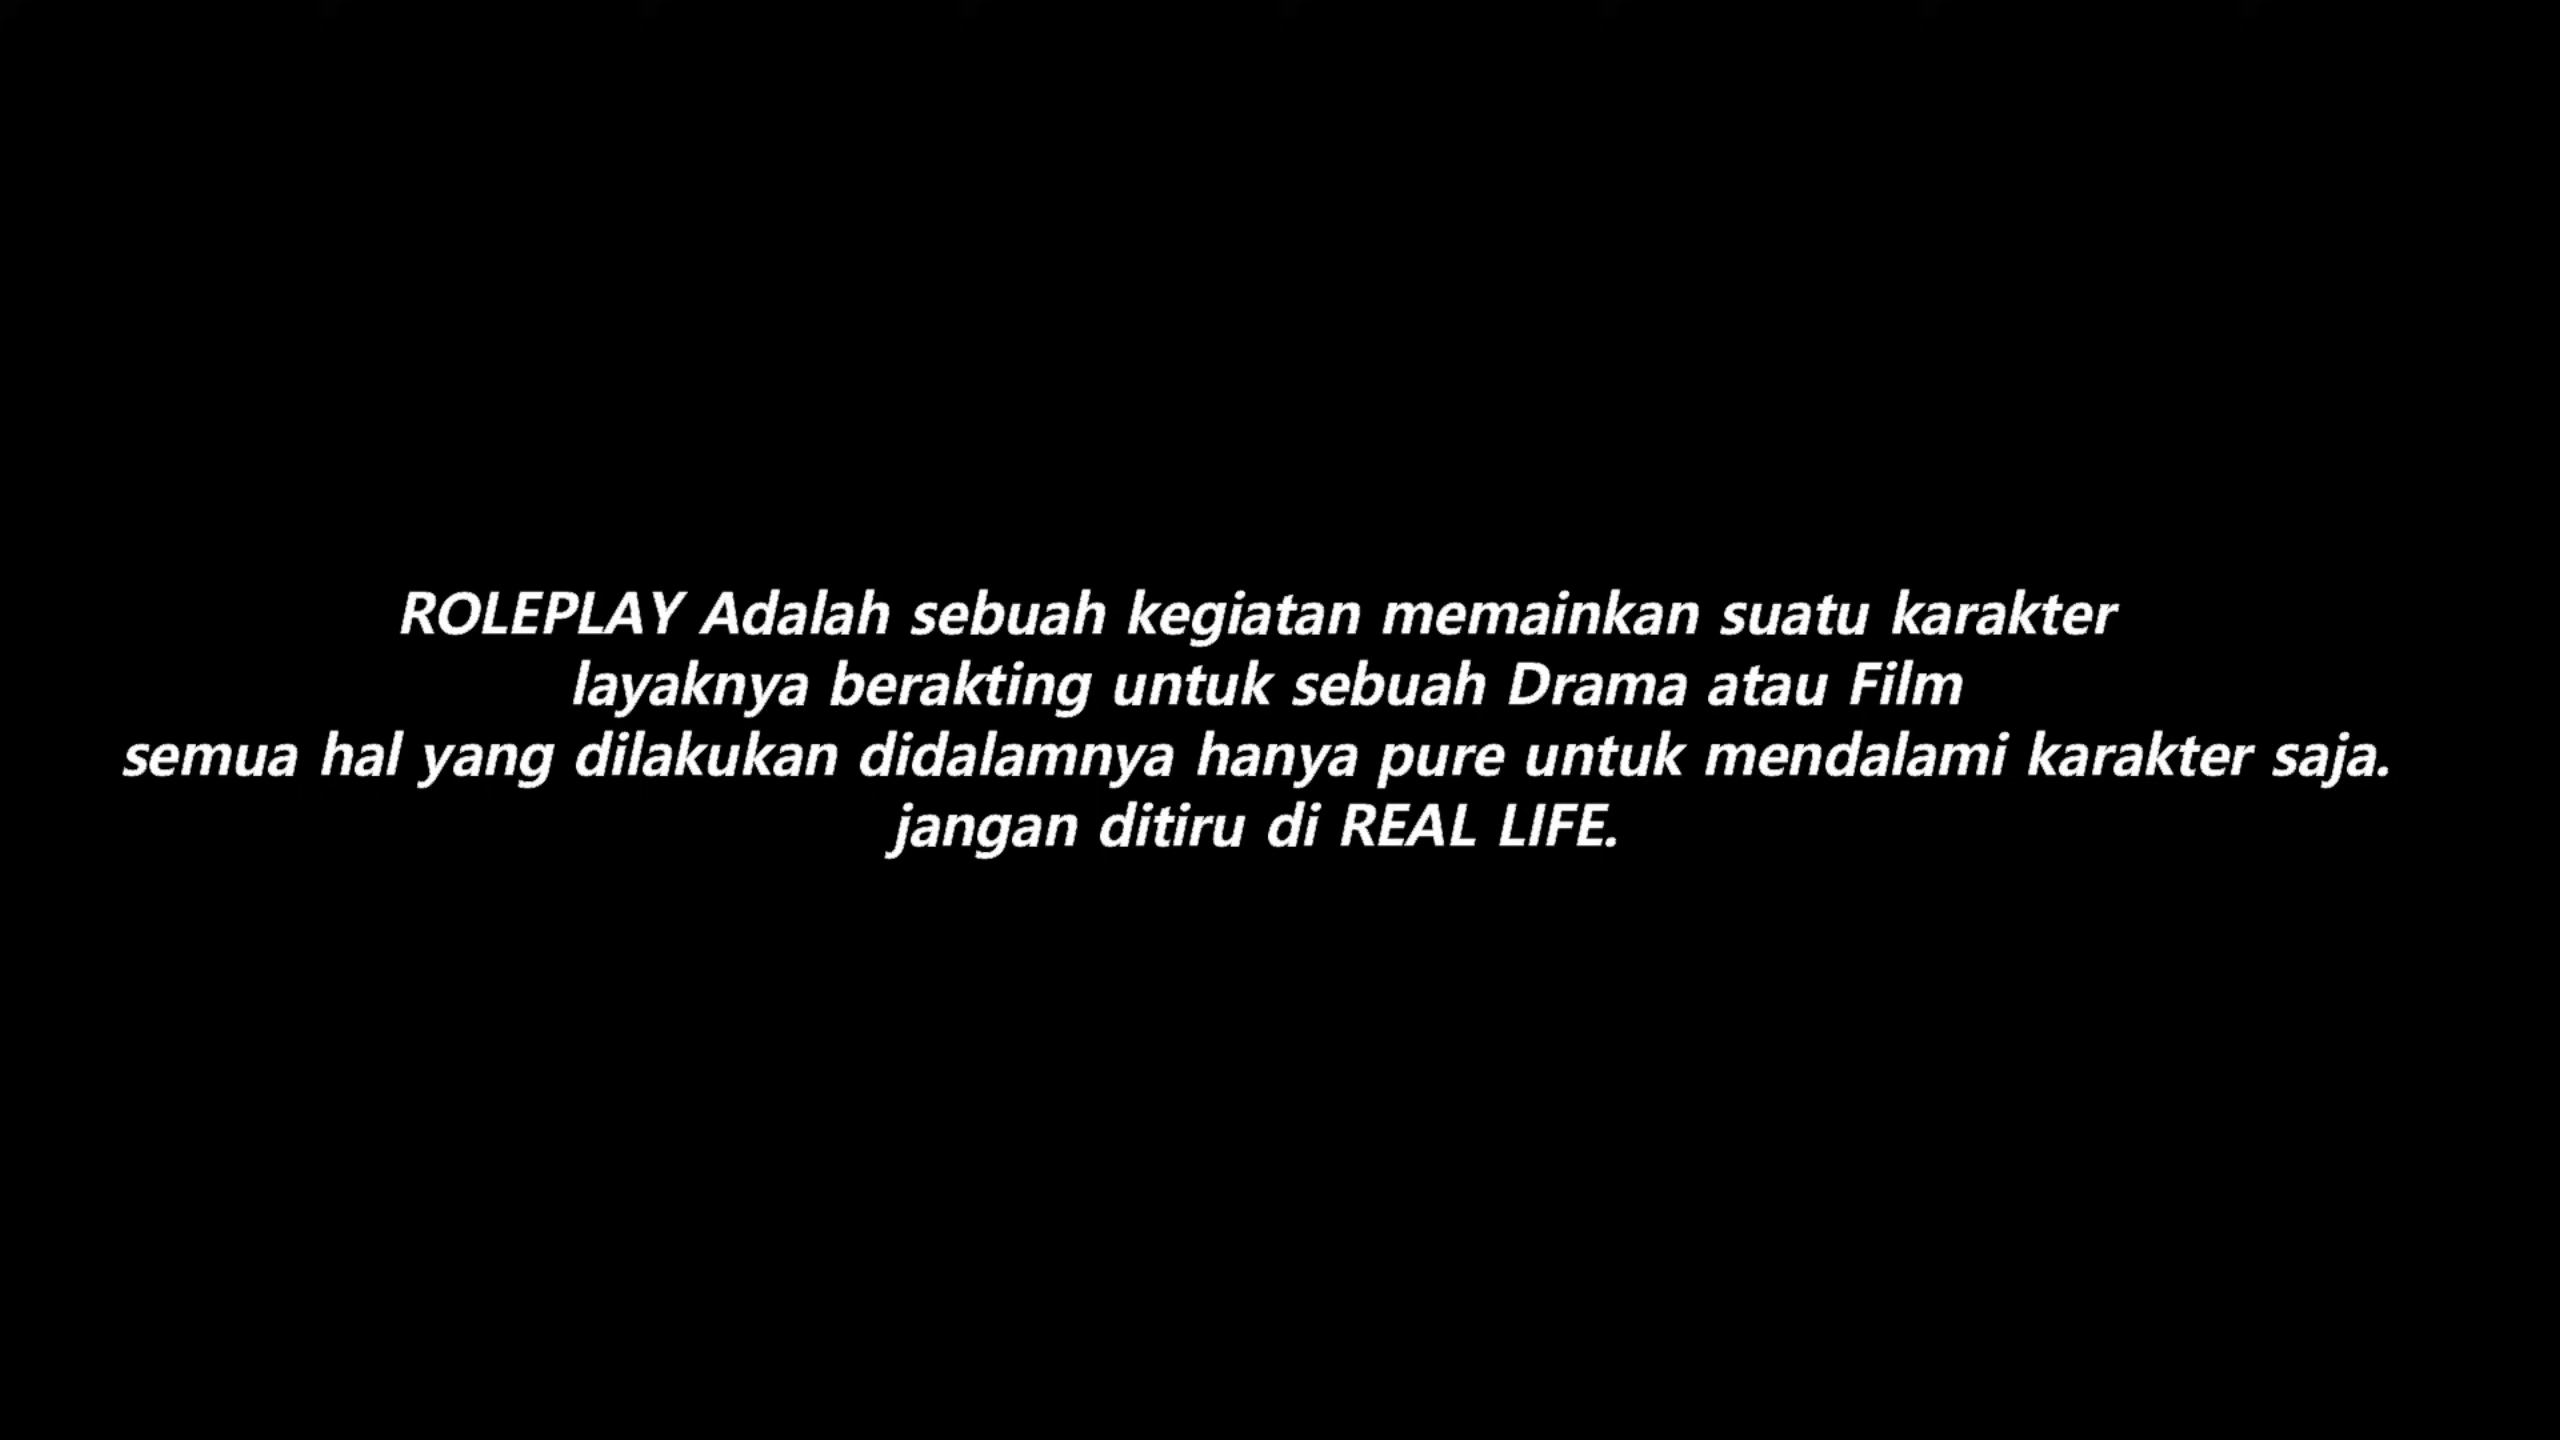 ROLEPLAY Adalah sebuah kegiatan memainkan suatu karakter
layaknya berakting untuk sebuah Drama atau Film
semua hal yang dilakukan didalamnya hanya pure untuk mendalami karakter saja.
jangan ditiru di REAL LIFE.